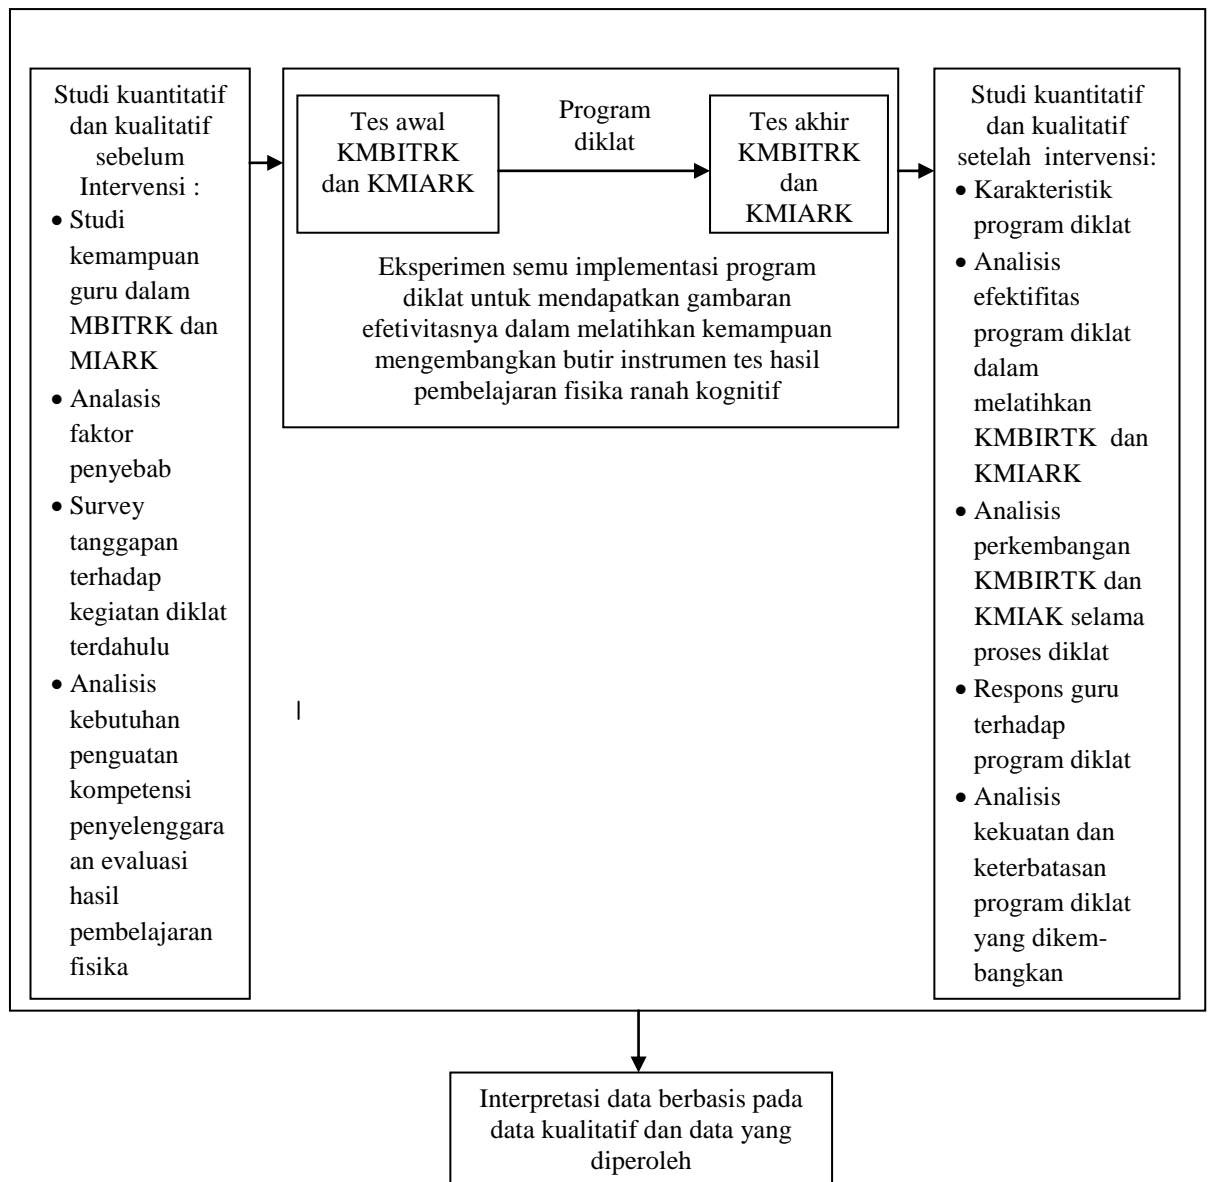 Studi kuantitatif
dan kualitatif
sebelum
Intervensi :
• Studi
kemampuan
guru dalam
MBITRK dan
MIARK
• Analasis
faktor
penyebab
• Survey
tanggapan
terhadap
kegiatan diklat
terdahulu
• Analisis
kebutuhan
penguatan
kompetensi
penyelenggara
an evaluasi
hasil
pembelajaran
fisika
Tes awal
KMBITRK
dan KMIARK
Program
diklat
Tes akhir
KMBITRK
dan
KMIARK
Eksperimen semu implementasi program
diklat untuk mendapatkan gambaran
efetivitasnya dalam melatihkan kemampuan
mengembangkan butir instrumen tes hasil
pembelajaran fisika ranah kognitif
Studi kuantitatif
dan kualitatif
setelah intervensi:
• Karakteristik
program diklat
• Analisis
efektifitas
program diklat
dalam
melatihkan
KMBIRTK dan
KMIARK
• Analisis
perkembangan
KMBIRTK dan
KMIAK selama
proses diklat
• Respons guru
terhadap
program diklat
• Analisis
kekuatan dan
keterbatasan
program diklat
yang dikem-
bangkan
Interpretasi data berbasis pada
data kualitatif dan data yang
diperoleh